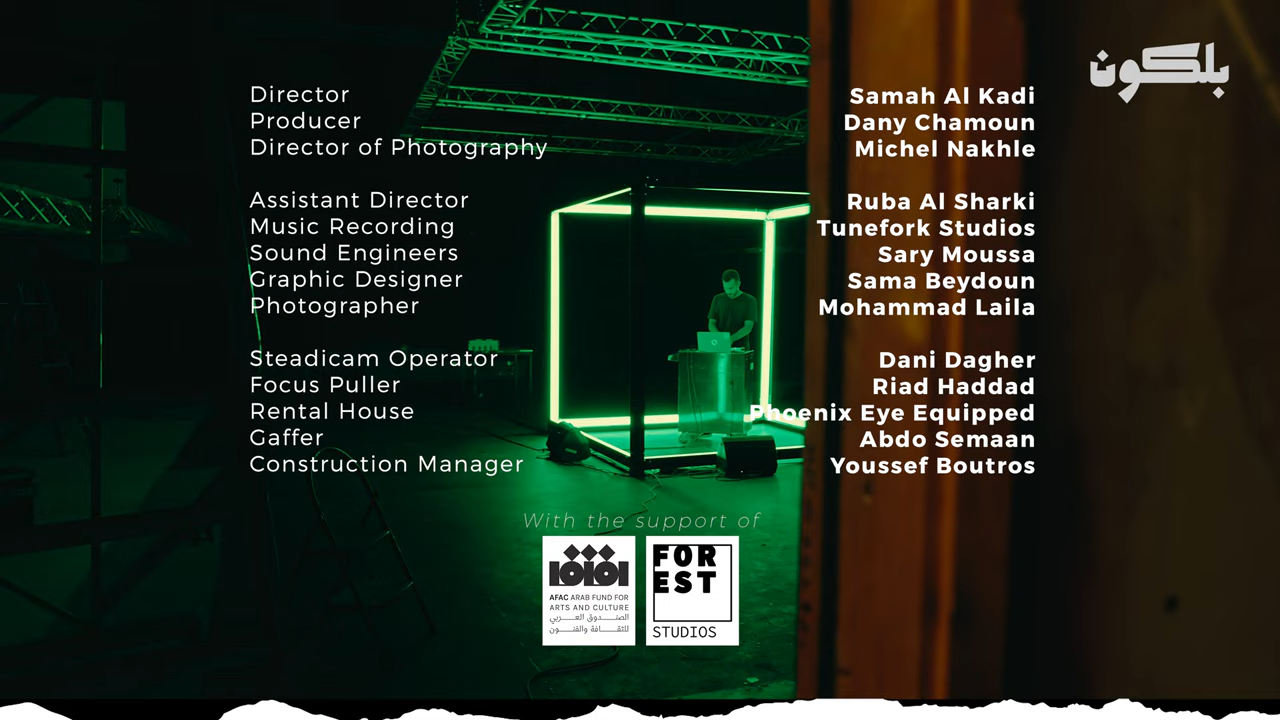 بلكون
Director Samah Al Kadi
Producer Dany Chamoun
Director of Photography Michel Nakhle
Assistant Director Ruba Al Sharki
Music Recording Tunefork Studios
Sound Engineers Sary Moussa
Graphic Designer Sama Beydoun
Photographer Mohammad Laila
Steadicam Operator Dani Dagher
Focus Puller Riad Haddad
Rental House Phoenix Eye Equipped
Gaffer Abdo Semaan
Construction Manager Youssef Boutros
With the support of
آفاق
AFAC ARAB FUND FOR
ARTS AND CULTURE
الصندوق العربي
للثقافة والفنون
FOR
EST
STUDIOS